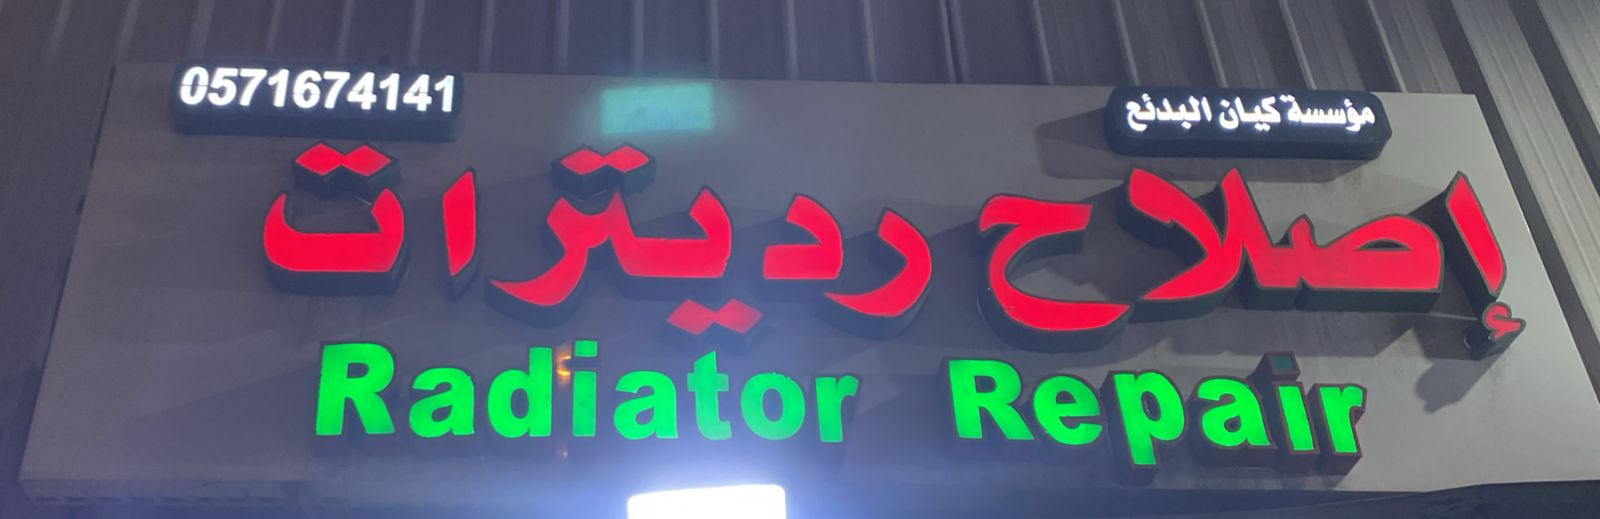 مؤسسة كيان البدئع
0571674141
إصلاح رديترات
Radiator Repair